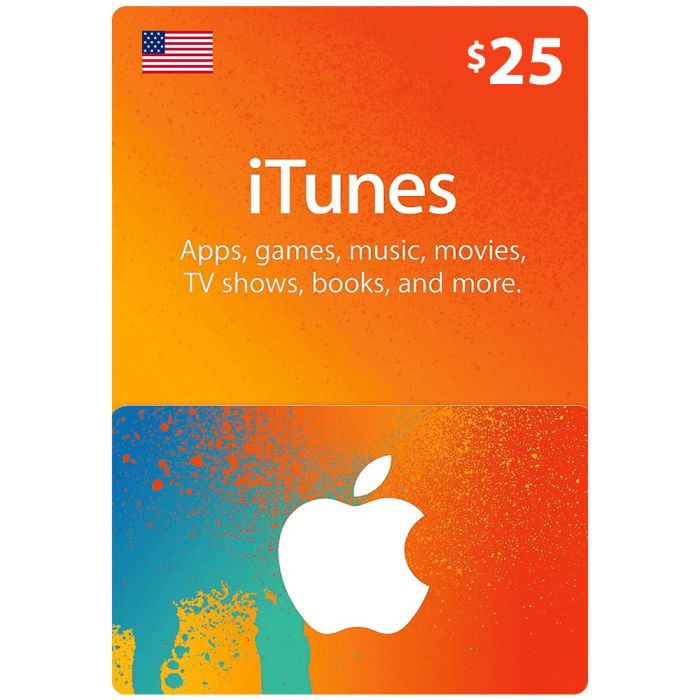 $25
iTunes
Apps, games, music, movies,
TV shows, books, and more.